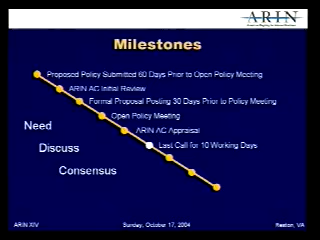 ARIN
Milestones
Proposed Policy Submitted 60 Days Prior to Open Policy Meeting
ARIN AC Initial Review
Formal Proposal Posting 30 Days Prior to Policy Meeting
Open Policy Meeting
ARIN AC Appraisal
Last Call for 10 Working Days
Need
Discuss
Consensus
ARIN XIV
Sunday, October 17, 2004
Reston, VA